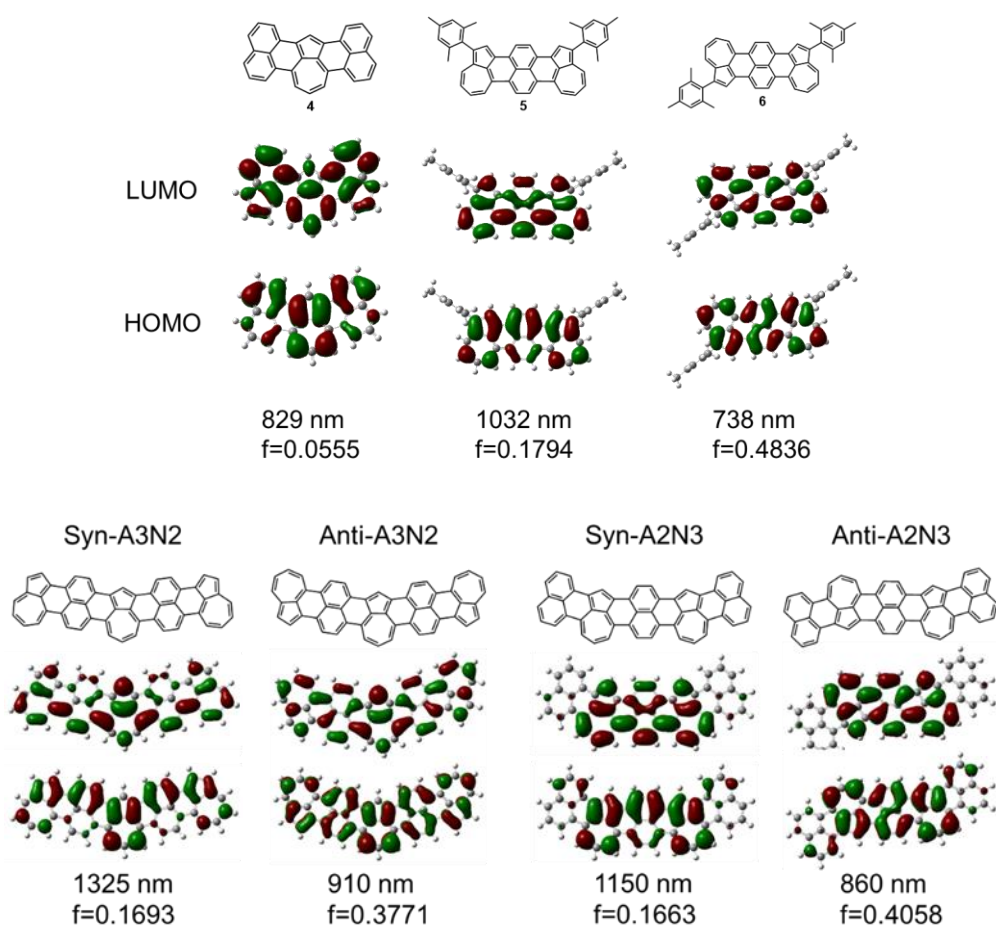 4
5
6
LUMO
HOMO
829 nm
f=0.0555
1032 nm
f=0.1794
738 nm
f=0.4836
Syn-A3N2
Anti-A3N2
Syn-A2N3
Anti-A2N3
1325 nm
f=0.1693
910 nm
f=0.3771
1150 nm
f=0.1663
860 nm
f=0.4058